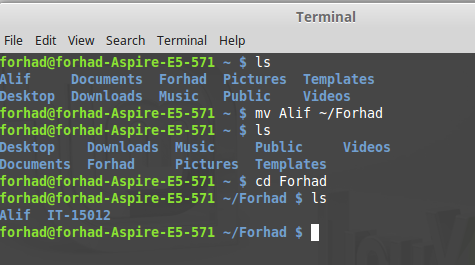 Terminal
File Edit View Search Terminal Help
forhad@forhad-Aspire-E5-571 ~ $ ls
Alif Documents Forhad Pictures Templates
Desktop Downloads Music Public Videos
forhad@forhad-Aspire-E5-571 ~ $ mv Alif ~/Forhad
forhad@forhad-Aspire-E5-571 ~ $ ls
Desktop Downloads Music Public Videos
Documents Forhad Pictures Templates
forhad@forhad-Aspire-E5-571 ~ $ cd Forhad
forhad@forhad-Aspire-E5-571 ~/Forhad $ ls
Alif IT-15012
forhad@forhad-Aspire-E5-571 ~/Forhad $